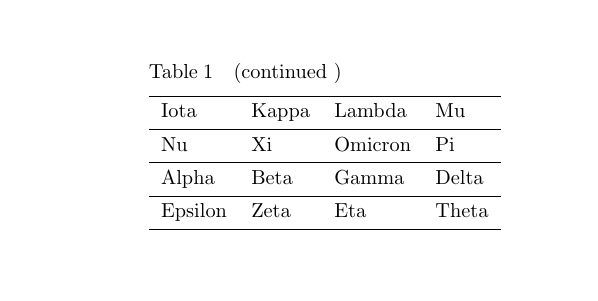 Table 1 (continued )
Iota Kappa Lambda Mu
Nu Xi Omicron Pi
Alpha Beta Gamma Delta
Epsilon Zeta Eta Theta